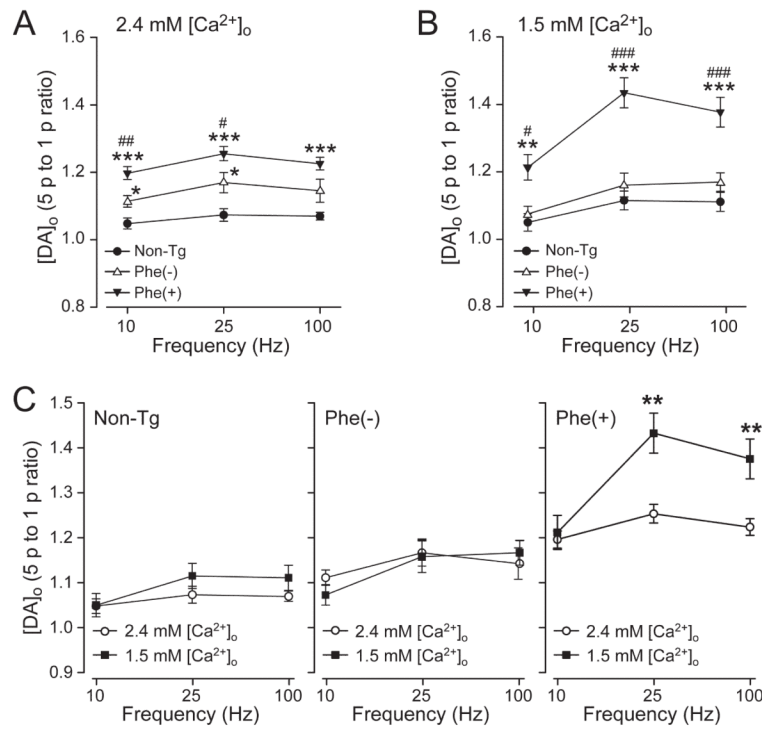 A
2.4 mM [Ca²⁺]ₒ
[DA]ₒ (5 p to 1 p ratio)
1.6
1.4
1.2
1.0
0.8
##
***
#
***
***
*
*
Non-Tg
Phe(-)
Phe(+)
10
25
100
Frequency (Hz)
B
1.5 mM [Ca²⁺]ₒ
[DA]ₒ (5 p to 1 p ratio)
1.6
1.4
1.2
1.0
0.8
###
***
###
***
#
**
Non-Tg
Phe(-)
Phe(+)
10
25
100
Frequency (Hz)
C
[DA]ₒ (5 p to 1 p ratio)
1.5
1.4
1.3
1.2
1.1
1.0
0.9
Non-Tg
2.4 mM [Ca²⁺]ₒ
1.5 mM [Ca²⁺]ₒ
10
25
100
Frequency (Hz)
Phe(-)
2.4 mM [Ca²⁺]ₒ
1.5 mM [Ca²⁺]ₒ
10
25
100
Frequency (Hz)
Phe(+)
**
**
2.4 mM [Ca²⁺]ₒ
1.5 mM [Ca²⁺]ₒ
10
25
100
Frequency (Hz)